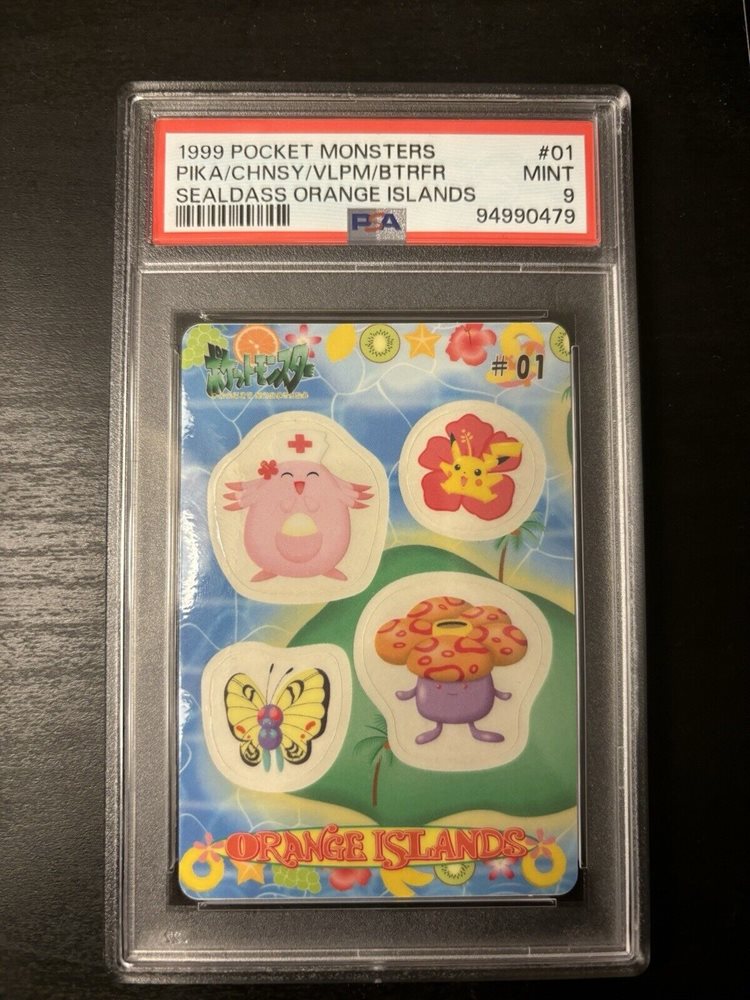 1999 POCKET MONSTERS #01
PIKA/CHNSY/VLPM/BTRFR MINT
SEALDASS ORANGE ISLANDS 9
PSA 94990479
ポケットモンスター
#01
ORANGE ISLANDS